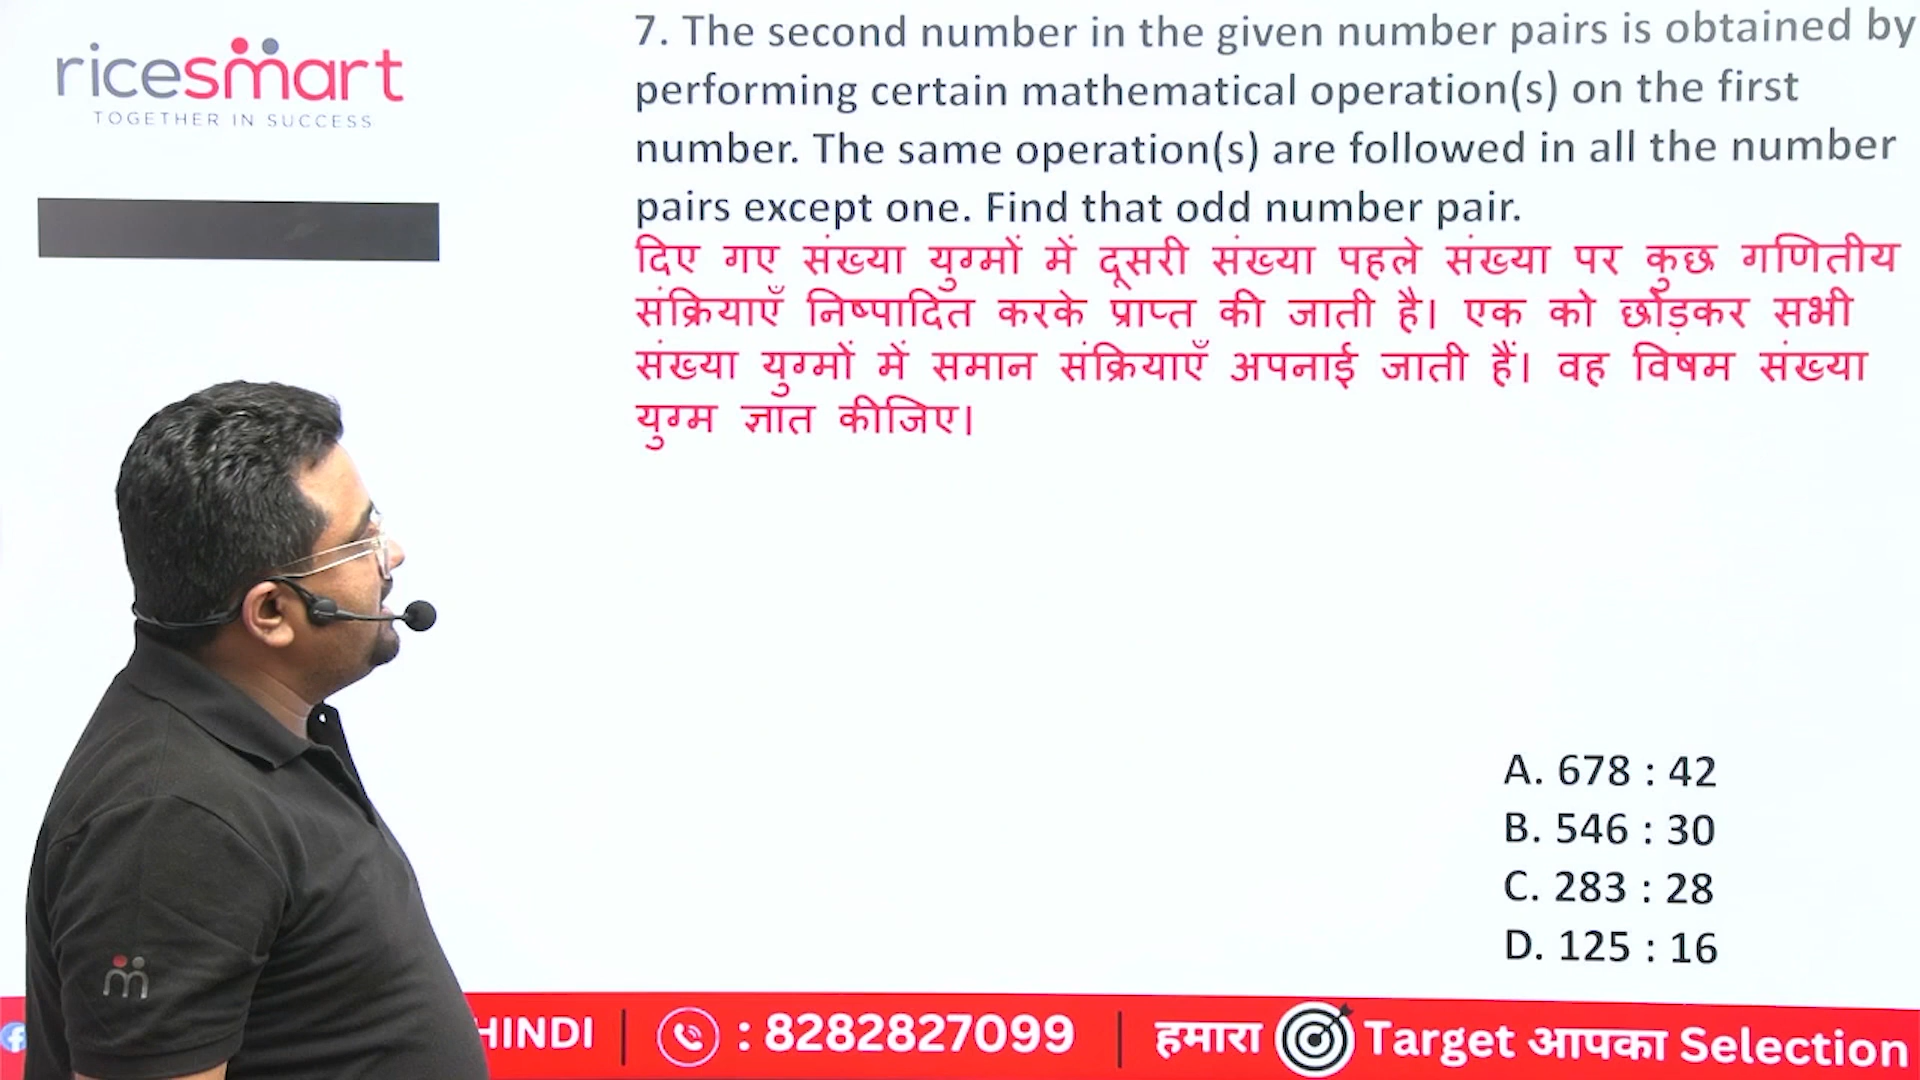 ricesmart
TOGETHER IN SUCCESS
7. The second number in the given number pairs is obtained by
performing certain mathematical operation(s) on the first
number. The same operation(s) are followed in all the number
pairs except one. Find that odd number pair.
दिए गए संख्या युग्मों में दूसरी संख्या पहले संख्या पर कुछ गणितीय
संक्रियाएँ निष्पादित करके प्राप्त की जाती है। एक को छोड़कर सभी
संख्या युग्मों में समान संक्रियाएँ अपनाई जाती हैं। वह विषम संख्या
युग्म ज्ञात कीजिए।
A. 678 : 42
B. 546 : 30
C. 283 : 28
D. 125 : 16
HINDI | : 8282827099 | हमारा Target आपका Selection